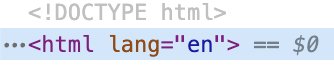 <!DOCTYPE html>
···<html lang="en"> == $0